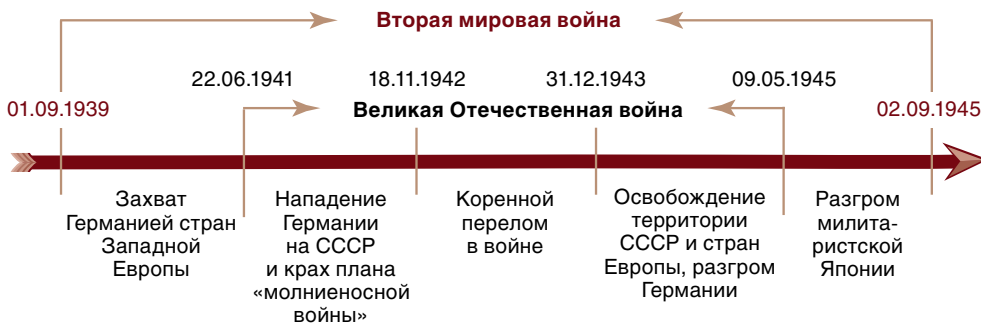 Вторая мировая война
22.06.1941 18.11.1942 31.12.1943 09.05.1945
01.09.1939 Великая Отечественная война 02.09.1945
Захват
Германией стран
Западной
Европы
Нападение
Германии
на СССР
и крах плана
«молниеносной
войны»
Коренной
перелом
в войне
Освобождение
территории
СССР и стран
Европы, разгром
Германии
Разгром
милита-
ристской
Японии